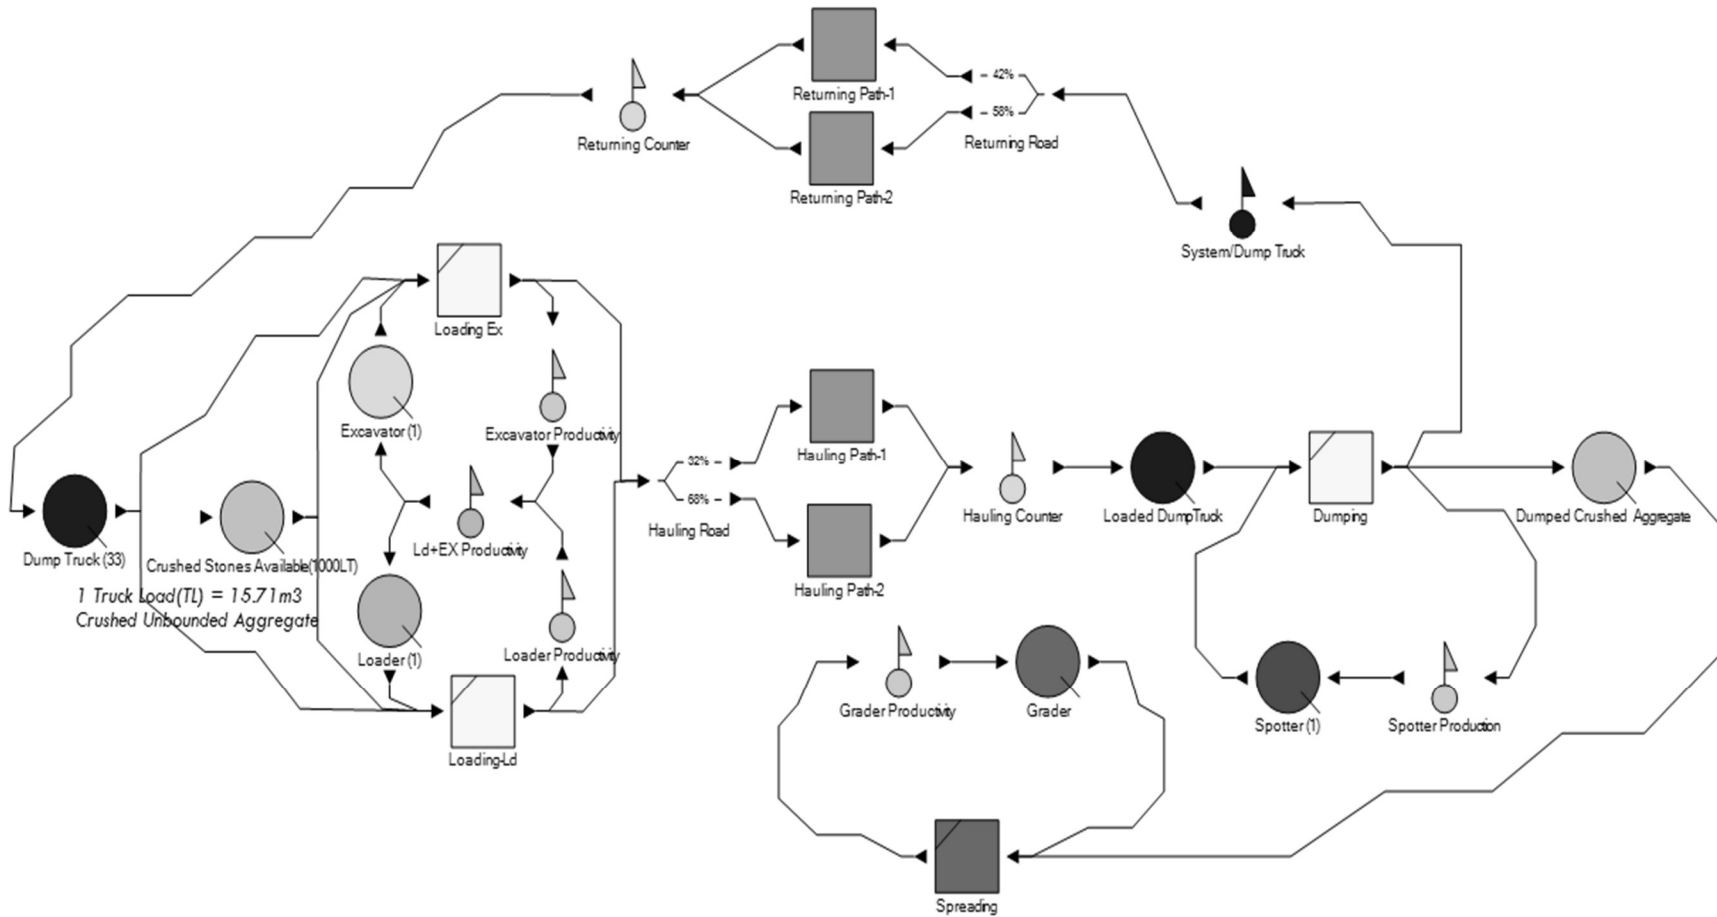 Returning Path-1
42%
58%
Returning Road
Returning Counter
Returning Path-2
System/Dump Truck
Loading Ex
Excavator (1)
Excavator Productivity
32%
68%
Hauling Road
Hauling Path-1
Hauling Counter
Loaded DumpTruck
Dumping
Dumped Crushed Aggregate
Dump Truck (33)
Crushed Stones Available(1000LT)
Ld+EX Productivity
1 Truck Load(TL) = 15.71m3
Crushed Unbounded Aggregate
Hauling Path-2
Loader (1)
Loader Productivity
Loading-Ld
Grader Productivity
Grader
Spotter (1)
Spotter Production
Spreading